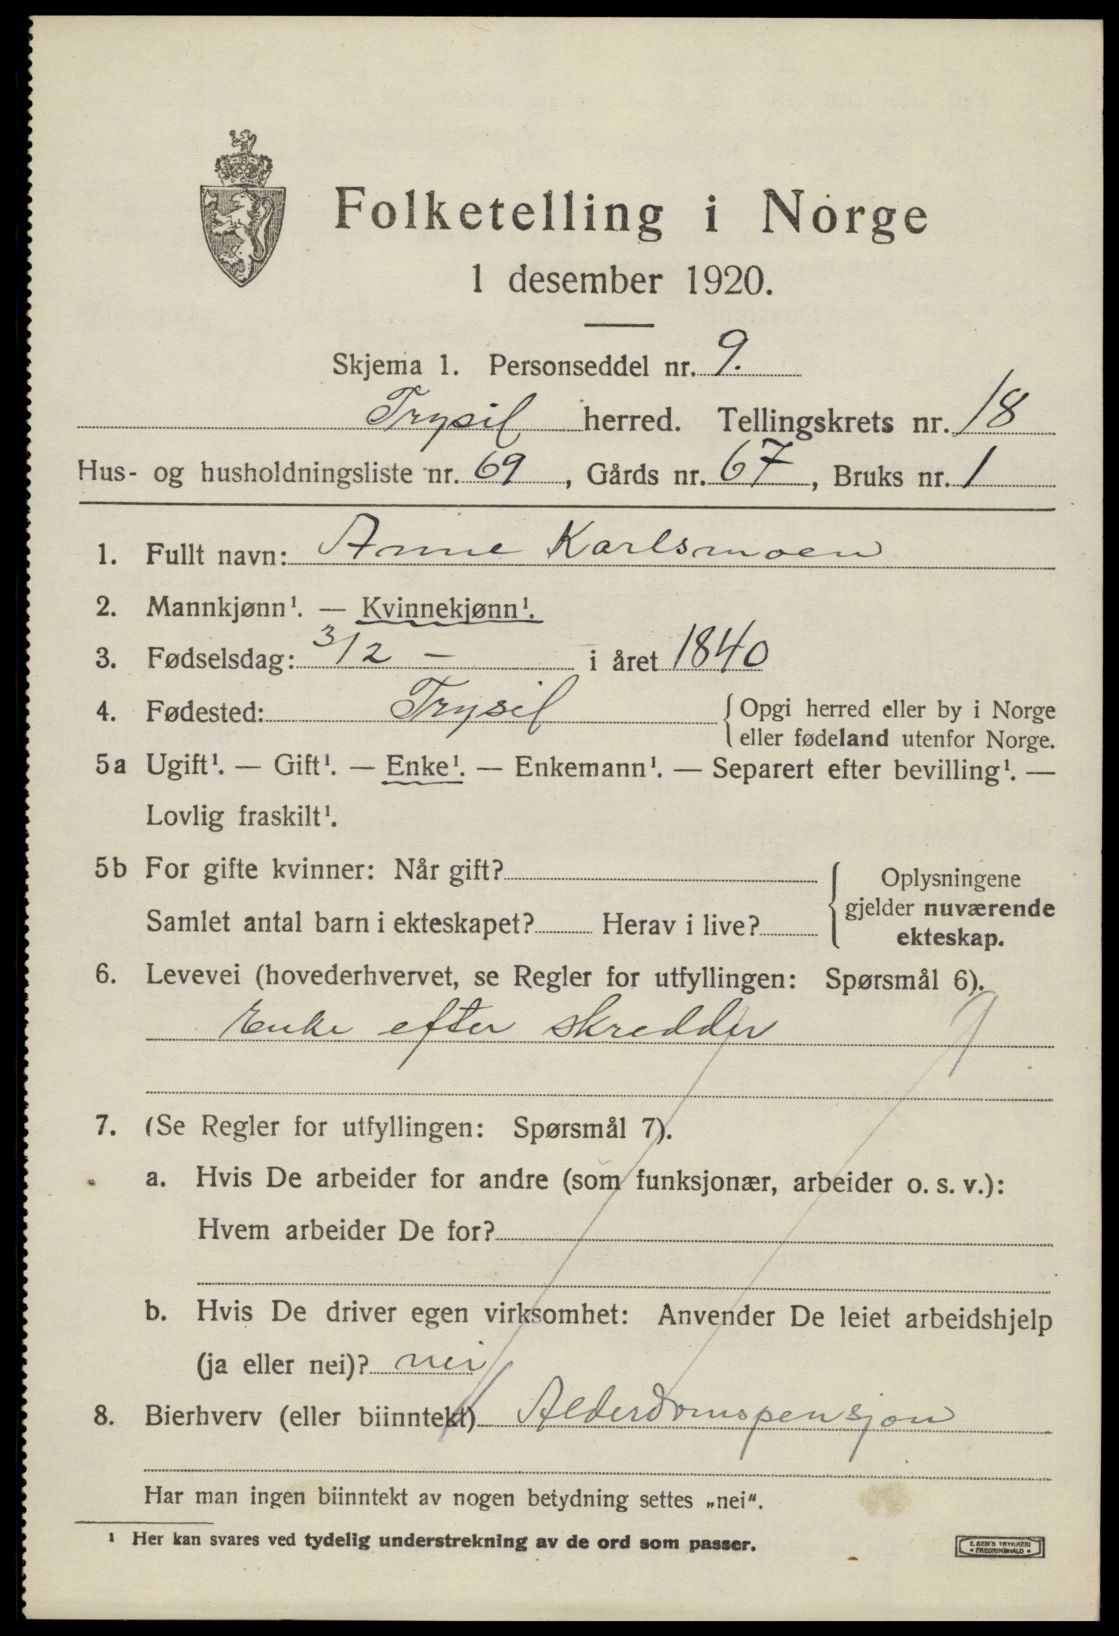 Folketelling i Norge
1 desember 1920.
Skjema 1. Personseddel nr. 9.
Trysil herred. Tellingskrets nr. 18
Hus- og husholdningsliste nr. 69, Gårds nr. 67, Bruks nr. 1
1. Fullt navn: Anne Karlsmoen
2. Mannkjønn¹. — Kvinnekjønn¹.
3. Fødselsdag: 3/2 – i året 1840
4. Fødested: Trysil { Opgi herred eller by i Norge
eller fødeland utenfor Norge.
5a Ugift¹. — Gift¹. — Enke¹. — Enkemann¹. — Separert efter bevilling¹. —
Lovlig fraskilt¹.
5b For gifte kvinner: Når gift? { Oplysningene
gjelder nuværende
Samlet antal barn i ekteskapet? Herav i live?
ekteskap.
6. Levevei (hovederhvervet, se Regler for utfyllingen: Spørsmål 6).
Enke efter skredder
7. (Se Regler for utfyllingen: Spørsmål 7).
a. Hvis De arbeider for andre (som funksjonær, arbeider o. s. v.):
Hvem arbeider De for?
b. Hvis De driver egen virksomhet: Anvender De leiet arbeidshjelp
(ja eller nei)? nei
8. Bierhverv (eller biinntekt) Alderdomspensjon
Har man ingen biinntekt av nogen betydning settes „nei“.
¹ Her kan svares ved tydelig understrekning av de ord som passer.
E. SEM'S TRYKKERI
• FREDRIKSHALD •